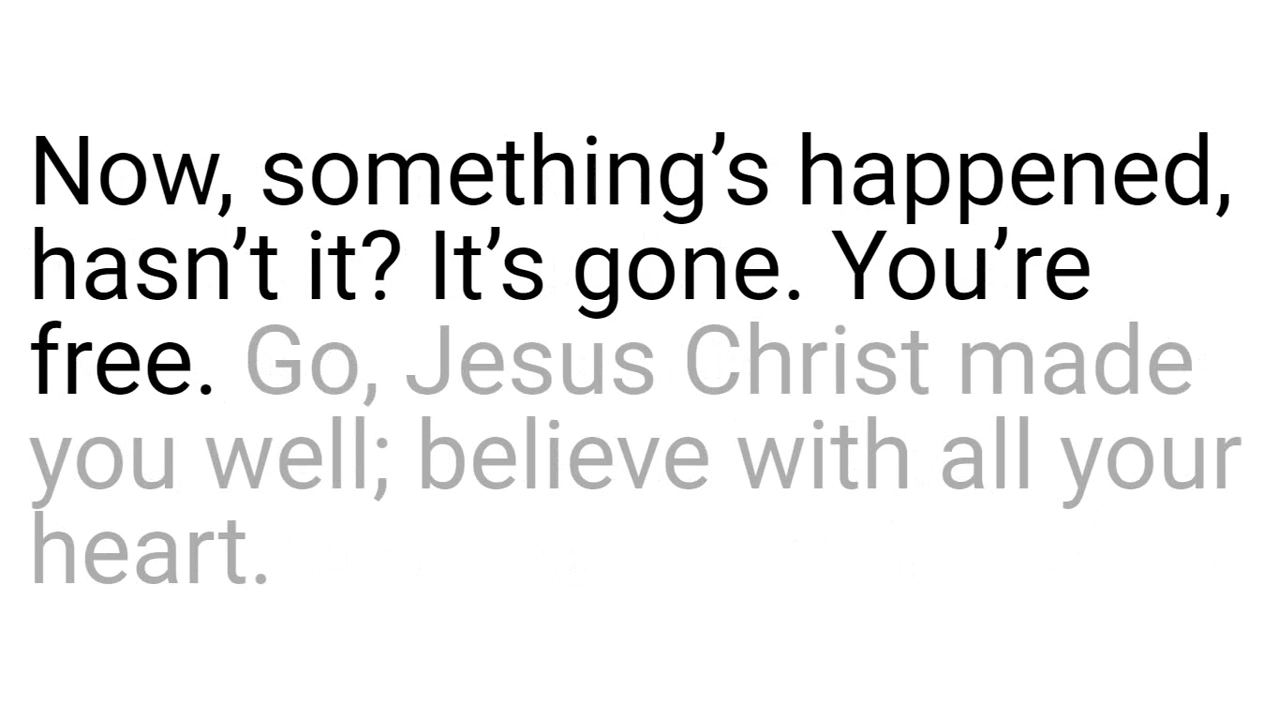 Now, something’s happened,
hasn’t it? It’s gone. You’re
free. Go, Jesus Christ made
you well; believe with all your
heart.